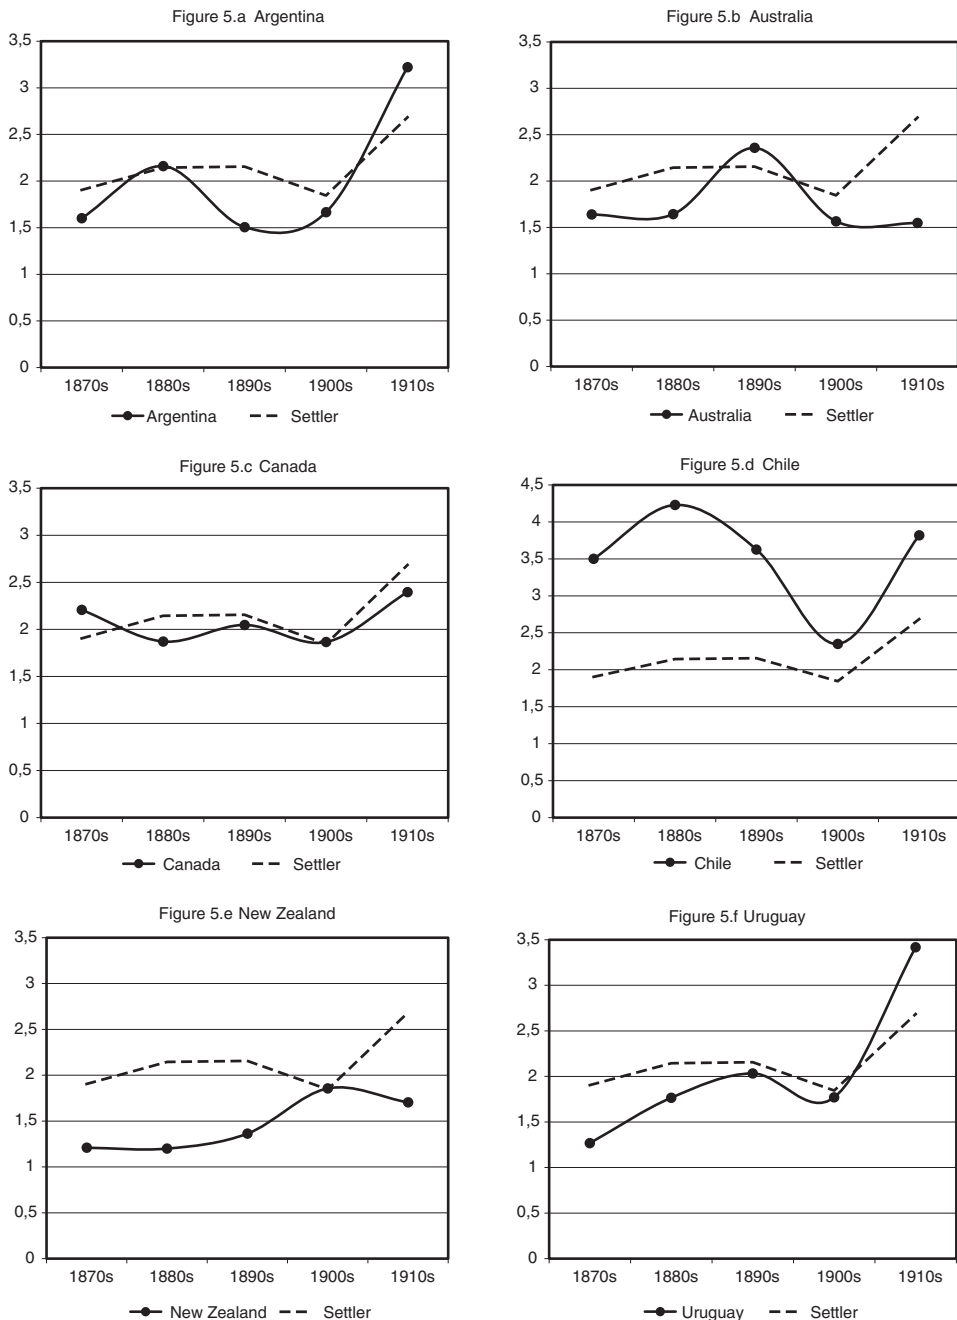 Figure 5.a Argentina
3,5
3
2,5
2
1,5
1
0,5
0
1870s 1880s 1890s 1900s 1910s
Argentina Settler
Figure 5.b Australia
3,5
3
2,5
2
1,5
1
0,5
0
1870s 1880s 1890s 1900s 1910s
Australia Settler
Figure 5.c Canada
3,5
3
2,5
2
1,5
1
0,5
0
1870s 1880s 1890s 1900s 1910s
Canada Settler
Figure 5.d Chile
4,5
4
3,5
3
2,5
2
1,5
1
0,5
0
1870s 1880s 1890s 1900s 1910s
Chile Settler
Figure 5.e New Zealand
3,5
3
2,5
2
1,5
1
0,5
0
1870s 1880s 1890s 1900s 1910s
New Zealand Settler
Figure 5.f Uruguay
3,5
3
2,5
2
1,5
1
0,5
0
1870s 1880s 1890s 1900s 1910s
Uruguay Settler